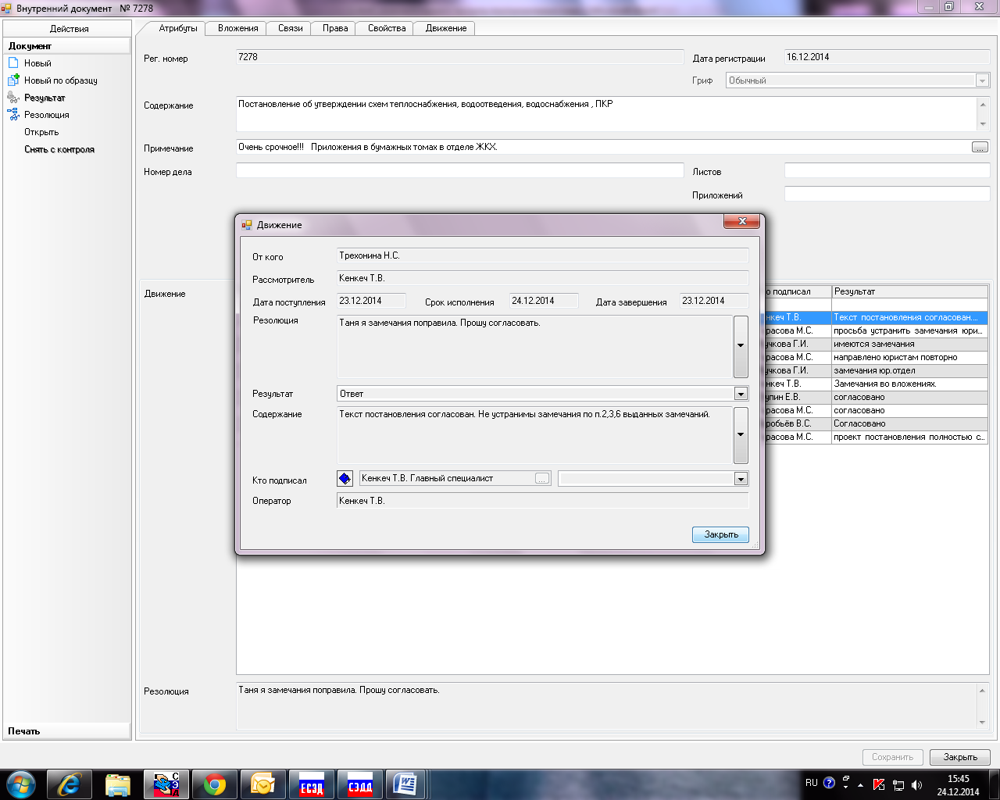 Внутренний документ № 7278
Действия
Документ
Новый
Новый по образцу
Результат
Резолюция
Открыть
Снять с контроля
Печать
Атрибуты Вложения Связи Права Свойства Движение
Рег. номер 7278 Дата регистрации 16.12.2014
Гриф Обычный
Содержание Постановление об утверждении схем теплоснабжения, водоотведения, водоснабжения , ПКР
Примечание Очень срочное!!! Приложения в бумажных томах в отделе ЖКХ. ...
Номер дела Листов
Приложений
Движение
От кого Трехонина Н.С.
Рассмотритель Кенкеч Т.В.
Дата поступления 23.12.2014 Срок исполнения 24.12.2014 Дата завершения 23.12.2014
Резолюция Таня я замечания поправила. Прошу согласовать.
Результат Ответ
Содержание Текст постановления согласован. Не устранимы замечания по п.2,3,6 выданных замечаний.
Кто подписал Кенкеч Т.В. Главный специалист ...
Оператор Кенкеч Т.В.
Закрыть
Движение
о подписал Результат
нкеч Т.В. Текст постановления согласован....
расова М.С. просьба устранить замечания юри...
чкова Г.И. имеются замечания
расова М.С. направлено юристам повторно
чкова Г.И. замечания юр.отдел
нкеч Т.В. Замечания во вложениях.
пин Е.В. согласовано
расова М.С. согласовано
робьёв В.С. Согласовано
расова М.С. проект постановления полностью с...
Резолюция Таня я замечания поправила. Прошу согласовать.
Сохранить Закрыть
СЭД ЕСЭД СЭДД
RU 15:45
24.12.2014